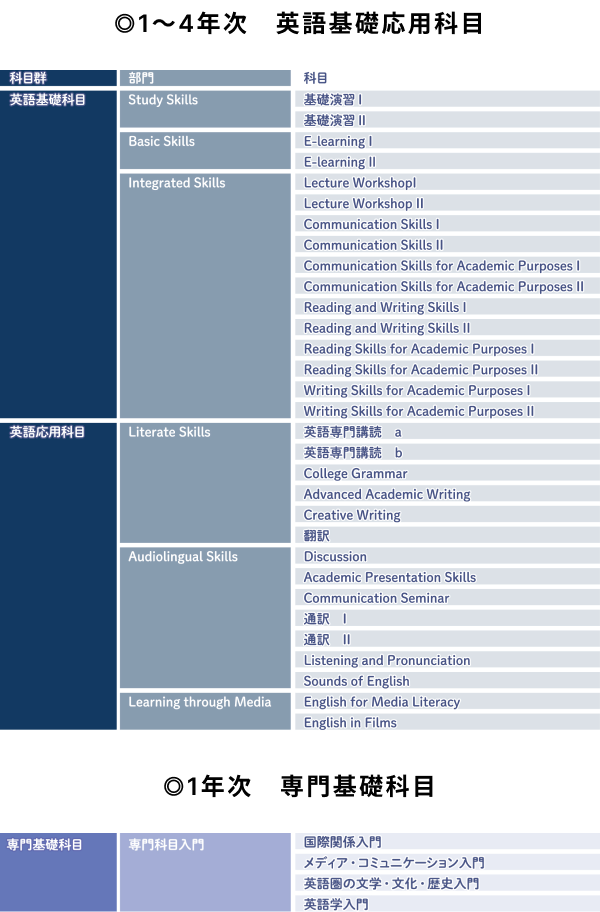 ◎1〜4年次　英語基礎応用科目
科目群 部門 科目
英語基礎科目 Study Skills 基礎演習 I
基礎演習 II
Basic Skills E-learning I
E-learning II
Integrated Skills Lecture WorkshopI
Lecture Workshop II
Communication Skills I
Communication Skills II
Communication Skills for Academic Purposes I
Communication Skills for Academic Purposes II
Reading and Writing Skills I
Reading and Writing Skills II
Reading Skills for Academic Purposes I
Reading Skills for Academic Purposes II
Writing Skills for Academic Purposes I
Writing Skills for Academic Purposes II
英語応用科目 Literate Skills 英語専門講読　a
英語専門講読　b
College Grammar
Advanced Academic Writing
Creative Writing
翻訳
Audiolingual Skills Discussion
Academic Presentation Skills
Communication Seminar
通訳　I
通訳　II
Listening and Pronunciation
Sounds of English
Learning through Media English for Media Literacy
English in Films
◎1年次　専門基礎科目
専門基礎科目 専門科目入門 国際関係入門
メディア・コミュニケーション入門
英語圏の文学・文化・歴史入門
英語学入門